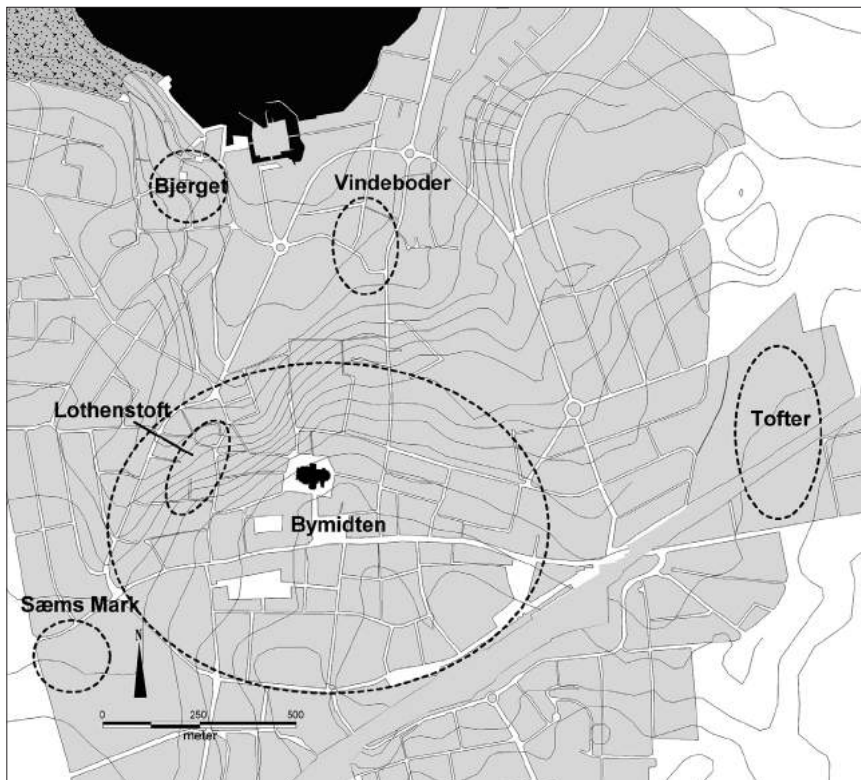 Bjerget
Vindeboder
Lothenstoft
Tofter
Bymidten
Sæms Mark
N
0 250 500
meter